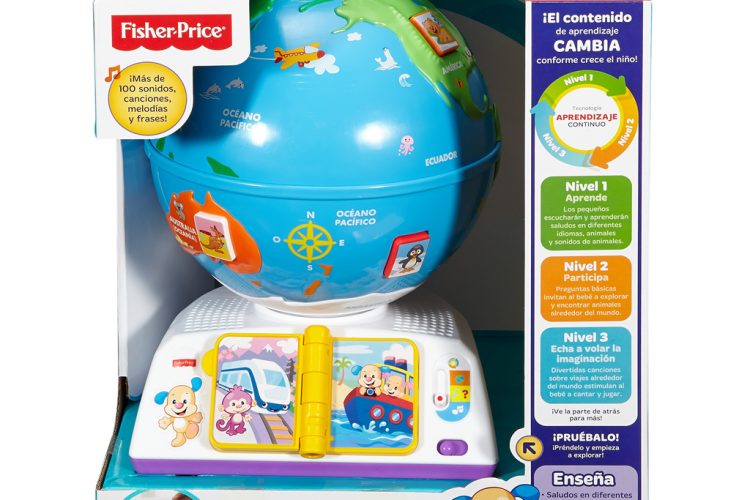 Fisher-Price
¡Más de
100 sonidos,
canciones,
melodías
y frases!
AMÉRICA
OCÉANO
PACÍFICO
ECUADOR
AUSTRALIA
OCÉANO
PACÍFICO
N
O
E
S
Fisher-Price
?
¡El contenido
de aprendizaje
CAMBIA
conforme crece el niño!
Nivel 1
Nivel 2
Nivel 3
Tecnología
APRENDIZAJE
CONTINUO
Nivel 1
Aprende
Los pequeños
escucharán y aprenderán
saludos en diferentes
idiomas, animales
y sonidos de animales.
Nivel 2
Participa
Preguntas básicas
invitan al bebé a explorar
y encontrar animales
alrededor del mundo.
Nivel 3
Echa a volar la
imaginación
Divertidas canciones
sobre viajes alrededor
del mundo estimulan al
bebé a cantar y jugar.
¡Ve la parte de atrás
para más!
¡PRUÉBALO!
¡Préndelo y empieza
a explorar!
Enseña
• Saludos en diferentes